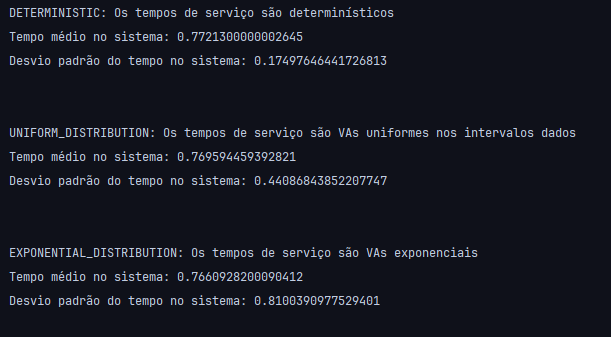 DETERMINISTIC: Os tempos de serviço são determinísticos
Tempo médio no sistema: 0.7721300000002645
Desvio padrão do tempo no sistema: 0.17497646441726813
UNIFORM_DISTRIBUTION: Os tempos de serviço são VAs uniformes nos intervalos dados
Tempo médio no sistema: 0.769594459392821
Desvio padrão do tempo no sistema: 0.44086843852207747
EXPONENTIAL_DISTRIBUTION: Os tempos de serviço são VAs exponenciais
Tempo médio no sistema: 0.7660928200090412
Desvio padrão do tempo no sistema: 0.8100390977529401